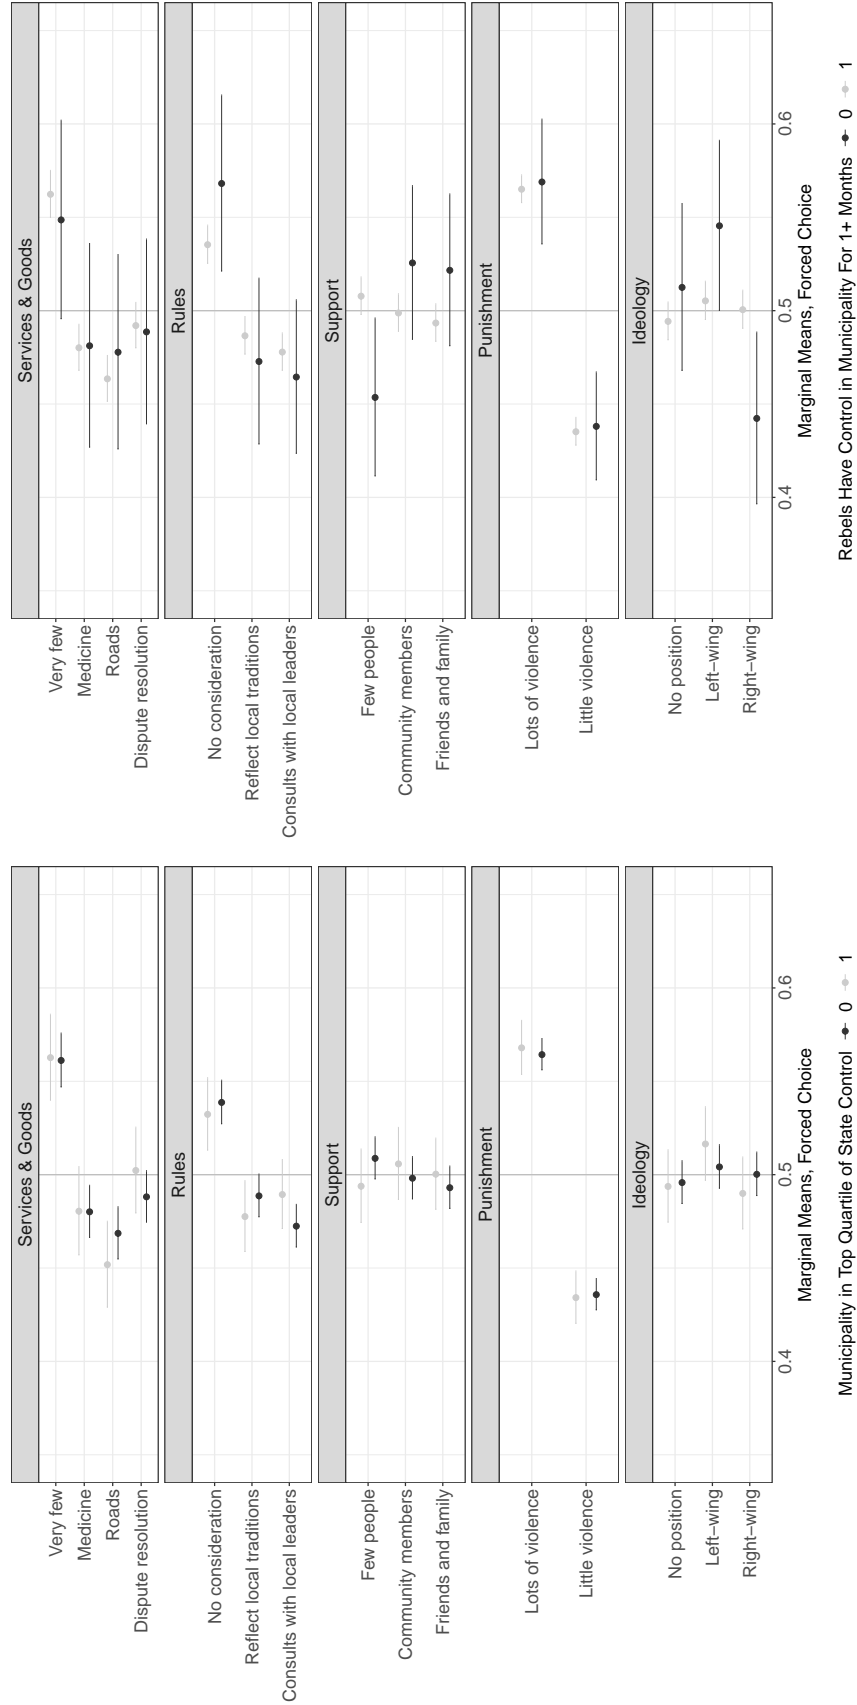 Services & Goods
Very few
Medicine
Roads
Dispute resolution
Rules
No consideration
Reflect local traditions
Consults with local leaders
Support
Few people
Community members
Friends and family
Punishment
Lots of violence
Little violence
Ideology
No position
Left−wing
Right−wing
0.4 0.5 0.6
Marginal Means, Forced Choice
Municipality in Top Quartile of State Control 0 1
Services & Goods
Very few
Medicine
Roads
Dispute resolution
Rules
No consideration
Reflect local traditions
Consults with local leaders
Support
Few people
Community members
Friends and family
Punishment
Lots of violence
Little violence
Ideology
No position
Left−wing
Right−wing
0.4 0.5 0.6
Marginal Means, Forced Choice
Rebels Have Control in Municipality For 1+ Months 0 1